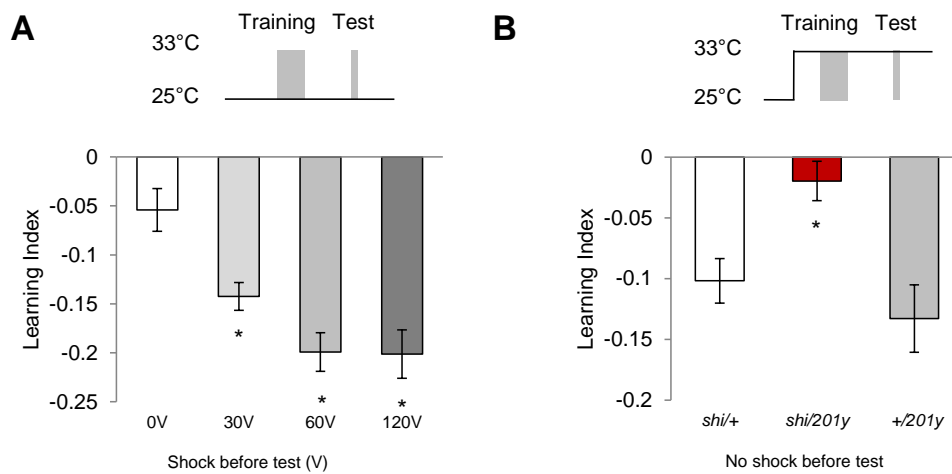 A
Training Test
33°C
25°C
0
-0.05
-0.1
-0.15
-0.2
-0.25
Learning Index
*
*
*
0V 30V 60V 120V
Shock before test (V)
B
Training Test
33°C
25°C
0
-0.05
-0.1
-0.15
-0.2
Learning Index
*
shi/+ shi/201y +/201y
No shock before test